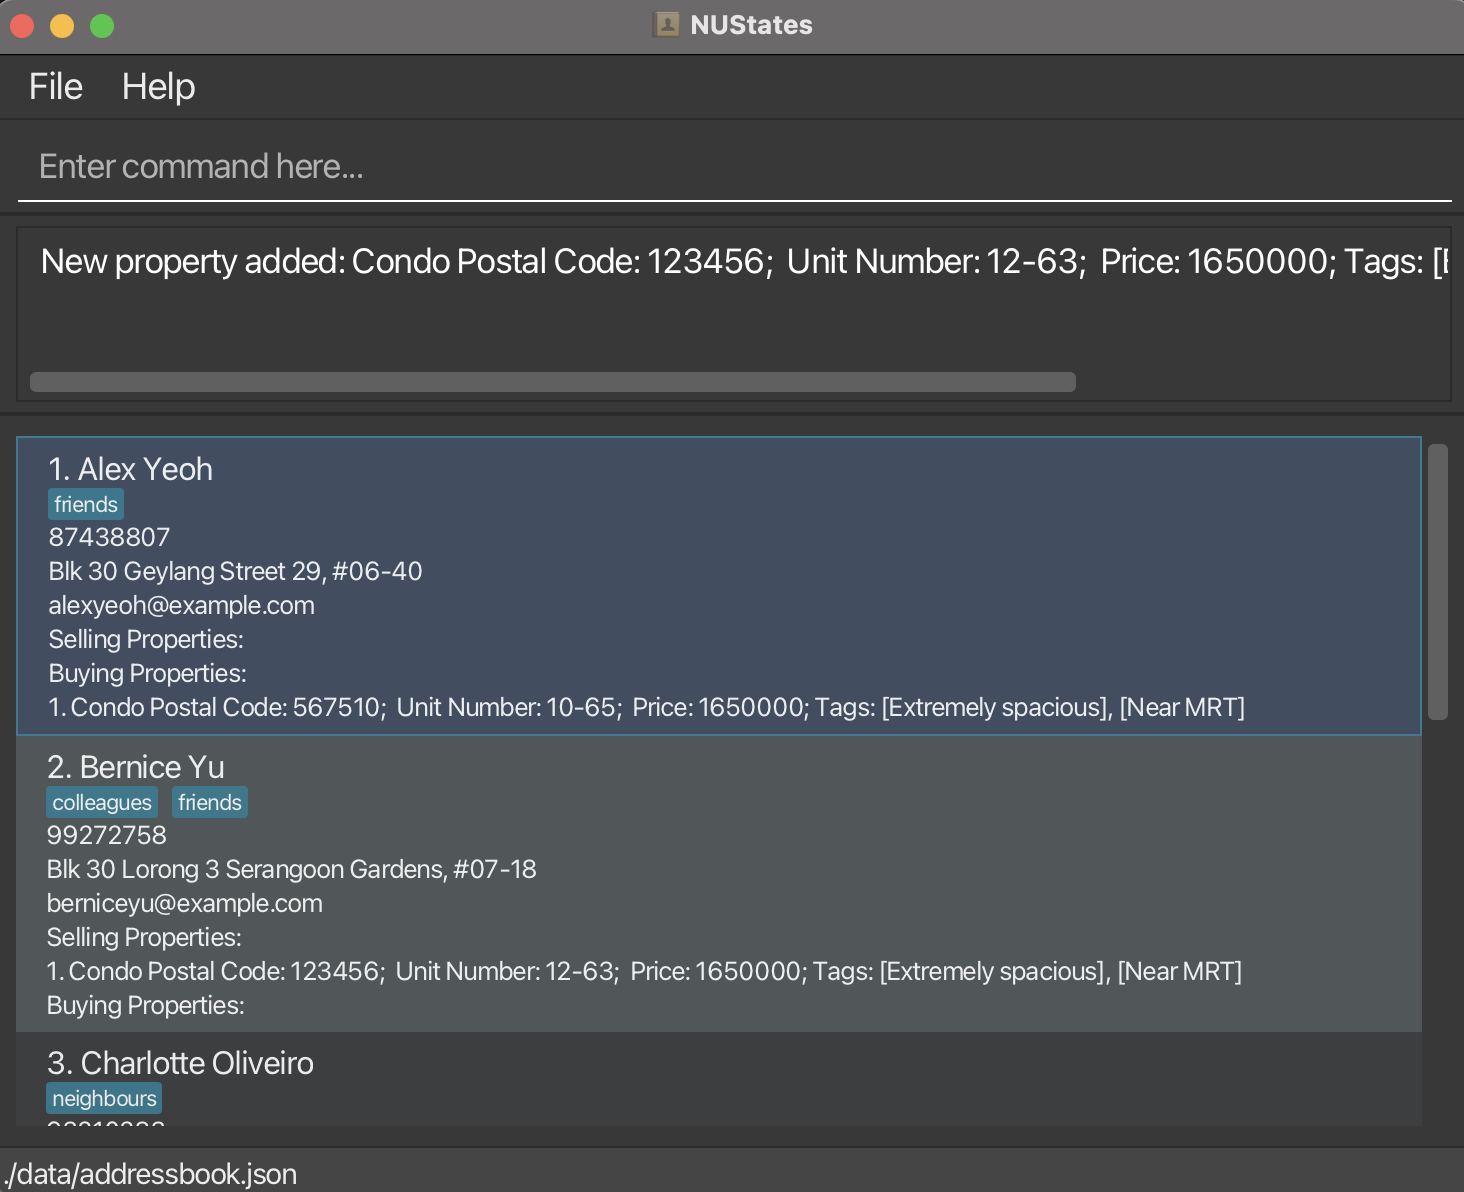 NUStates
File Help
Enter command here...
New property added: Condo Postal Code: 123456; Unit Number: 12-63; Price: 1650000; Tags: [
1. Alex Yeoh
friends
87438807
Blk 30 Geylang Street 29, #06-40
alexyeoh@example.com
Selling Properties:
Buying Properties:
1. Condo Postal Code: 567510; Unit Number: 10-65; Price: 1650000; Tags: [Extremely spacious], [Near MRT]
2. Bernice Yu
colleagues friends
99272758
Blk 30 Lorong 3 Serangoon Gardens, #07-18
berniceyu@example.com
Selling Properties:
1. Condo Postal Code: 123456; Unit Number: 12-63; Price: 1650000; Tags: [Extremely spacious], [Near MRT]
Buying Properties:
3. Charlotte Oliveiro
neighbours
./data/addressbook.json